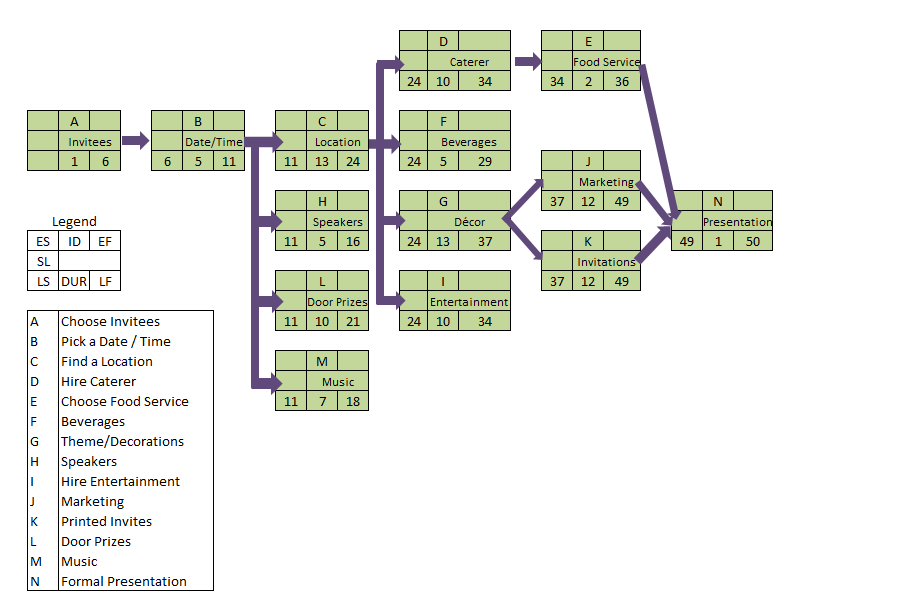 D
Caterer
24 10 34
E
Food Service
34 2 36
A
Invitees
1 6
B
Date/Time
6 5 11
C
Location
11 13 24
F
Beverages
24 5 29
J
Marketing
37 12 49
H
Speakers
11 5 16
G
Décor
24 13 37
N
Presentation
49 1 50
K
Invitations
37 12 49
L
Door Prizes
11 10 21
I
Entertainment
24 10 34
M
Music
11 7 18
Legend
ES ID EF
SL
LS DUR LF
A Choose Invitees
B Pick a Date / Time
C Find a Location
D Hire Caterer
E Choose Food Service
F Beverages
G Theme/Decorations
H Speakers
I Hire Entertainment
J Marketing
K Printed Invites
L Door Prizes
M Music
N Formal Presentation